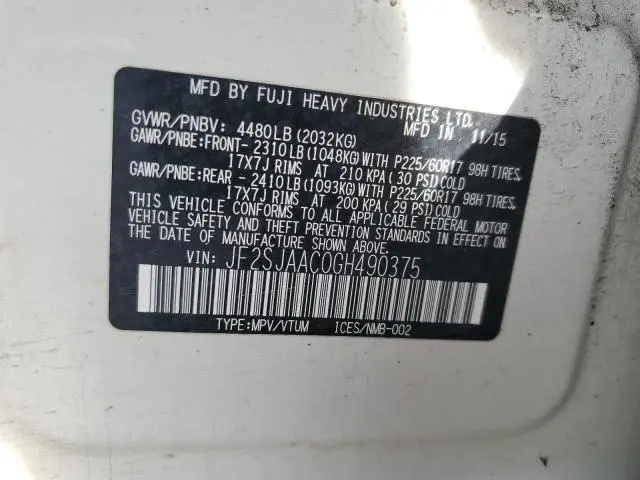 MFD BY FUJI HEAVY INDUSTRIES LTD.
GVWR/PNBV: 4480LB(2032KG) MFD IN 11/15
GAWR/PNBE:FRONT- 2310LB(1048KG)WITH P225/60R17 98H TIRES,
17X7J RIMS AT 210 KPA(30 PSI)COLD
GAWR/PNBE:REAR - 2410LB(1093KG)WITH P225/60R17 98H TIRES,
17X7J RIMS AT 200 KPA(29 PSI)COLD
THIS VEHICLE CONFORMS TO ALL APPLICABLE FEDERAL MOTOR
VEHICLE SAFETY AND THEFT PREVENTION STANDARDS IN EFFECT
ON THE DATE OF MANUFACTURE SHOWN ABOVE.
VIN: JF2SJAAC0GH490375
TYPE:MPV/VTUM ICES/NMB-002